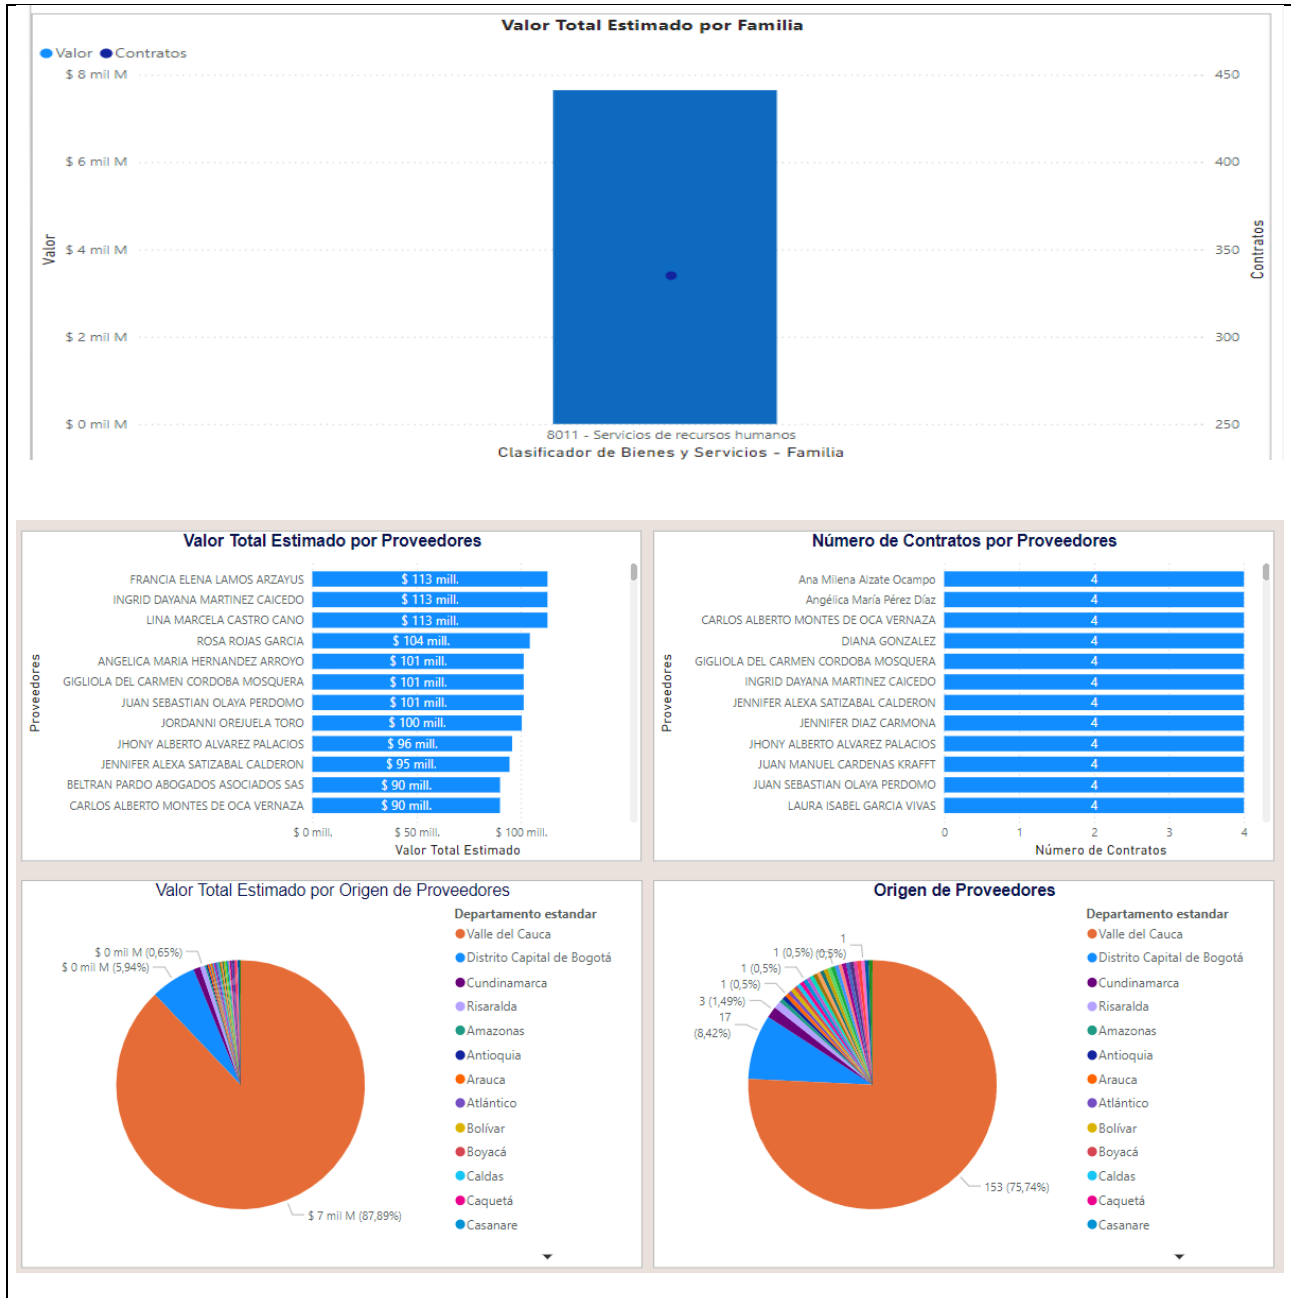 Valor Total Estimado por Familia
Valor Contratos
$ 8 mil M
$ 6 mil M
$ 4 mil M
$ 2 mil M
$ 0 mil M
Valor
450
400
350
300
250
Contratos
8011 - Servicios de recursos humanos
Clasificador de Bienes y Servicios - Familia
Valor Total Estimado por Proveedores
Proveedores
FRANCIA ELENA LAMOS ARZAYUS $ 113 mill.
INGRID DAYANA MARTINEZ CAICEDO $ 113 mill.
LINA MARCELA CASTRO CANO $ 113 mill.
ROSA ROJAS GARCIA $ 104 mill.
ANGELICA MARIA HERNANDEZ ARROYO $ 101 mill.
GIGLIOLA DEL CARMEN CORDOBA MOSQUERA $ 101 mill.
JUAN SEBASTIAN OLAYA PERDOMO $ 101 mill.
JORDANNI OREJUELA TORO $ 100 mill.
JHONY ALBERTO ALVAREZ PALACIOS $ 96 mill.
JENNIFER ALEXA SATIZABAL CALDERON $ 95 mill.
BELTRAN PARDO ABOGADOS ASOCIADOS SAS $ 90 mill.
CARLOS ALBERTO MONTES DE OCA VERNAZA $ 90 mill.
$ 0 mill. $ 50 mill. $ 100 mill.
Valor Total Estimado
Número de Contratos por Proveedores
Proveedores
Ana Milena Alzate Ocampo 4
Angélica María Pérez Díaz 4
CARLOS ALBERTO MONTES DE OCA VERNAZA 4
DIANA GONZALEZ 4
GIGLIOLA DEL CARMEN CORDOBA MOSQUERA 4
INGRID DAYANA MARTINEZ CAICEDO 4
JENNIFER ALEXA SATIZABAL CALDERON 4
JENNIFER DIAZ CARMONA 4
JHONY ALBERTO ALVAREZ PALACIOS 4
JUAN MANUEL CARDENAS KRAFFT 4
JUAN SEBASTIAN OLAYA PERDOMO 4
LAURA ISABEL GARCIA VIVAS 4
0 1 2 3 4
Número de Contratos
Valor Total Estimado por Origen de Proveedores
$ 0 mil M (0,65%)
$ 0 mil M (5,94%)
$ 7 mil M (87,89%)
Departamento estandar
Valle del Cauca
Distrito Capital de Bogotá
Cundinamarca
Risaralda
Amazonas
Antioquia
Arauca
Atlántico
Bolívar
Boyacá
Caldas
Caquetá
Casanare
Origen de Proveedores
1
1 (0,5%) (0,5%)
1 (0,5%)
1 (0,5%)
3 (1,49%)
17
(8,42%)
153 (75,74%)
Departamento estandar
Valle del Cauca
Distrito Capital de Bogotá
Cundinamarca
Risaralda
Amazonas
Antioquia
Arauca
Atlántico
Bolívar
Boyacá
Caldas
Caquetá
Casanare